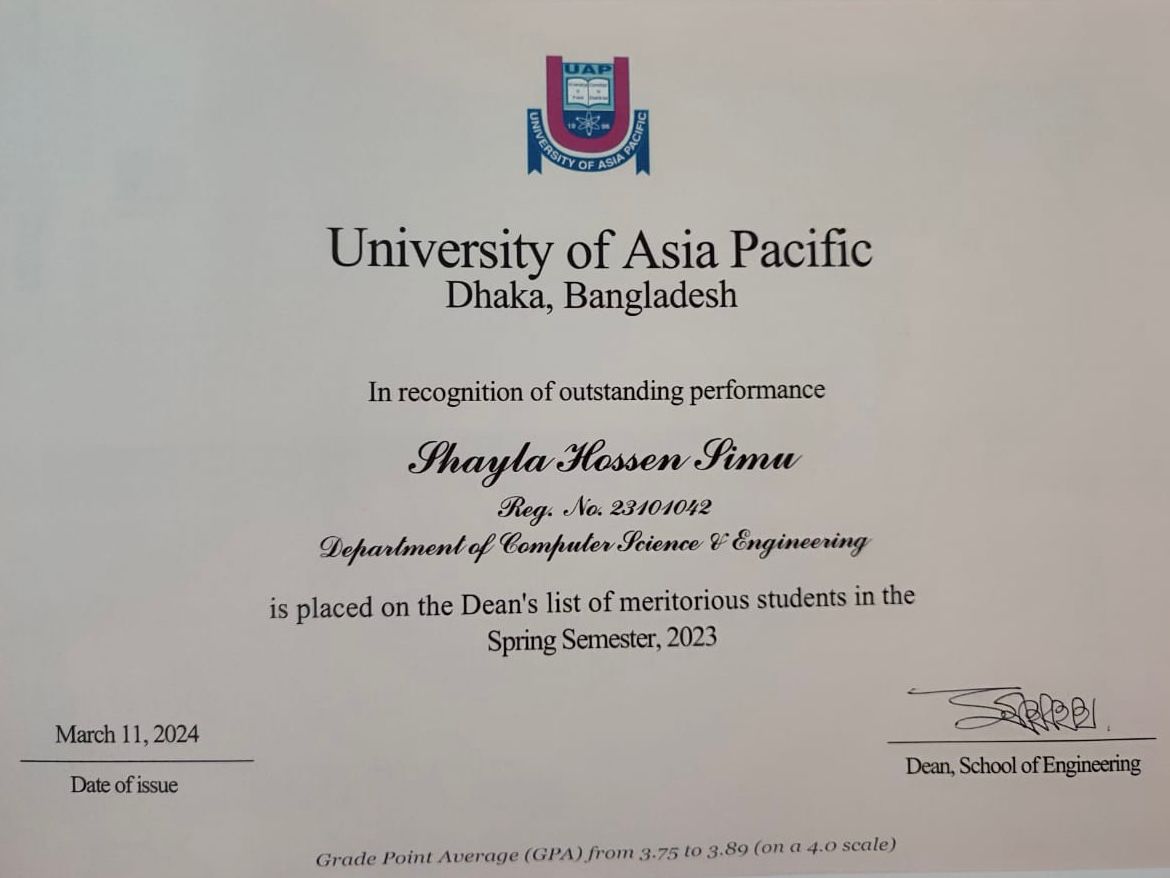 UAP
19 96
UNIVERSITY OF ASIA PACIFIC
University of Asia Pacific
Dhaka, Bangladesh
In recognition of outstanding performance
Shayla Hossen Simu
Reg. No. 23101042
Department of Computer Science & Engineering
is placed on the Dean's list of meritorious students in the
Spring Semester, 2023
March 11, 2024
Date of issue
Dean, School of Engineering
Grade Point Average (GPA) from 3.75 to 3.89 (on a 4.0 scale)